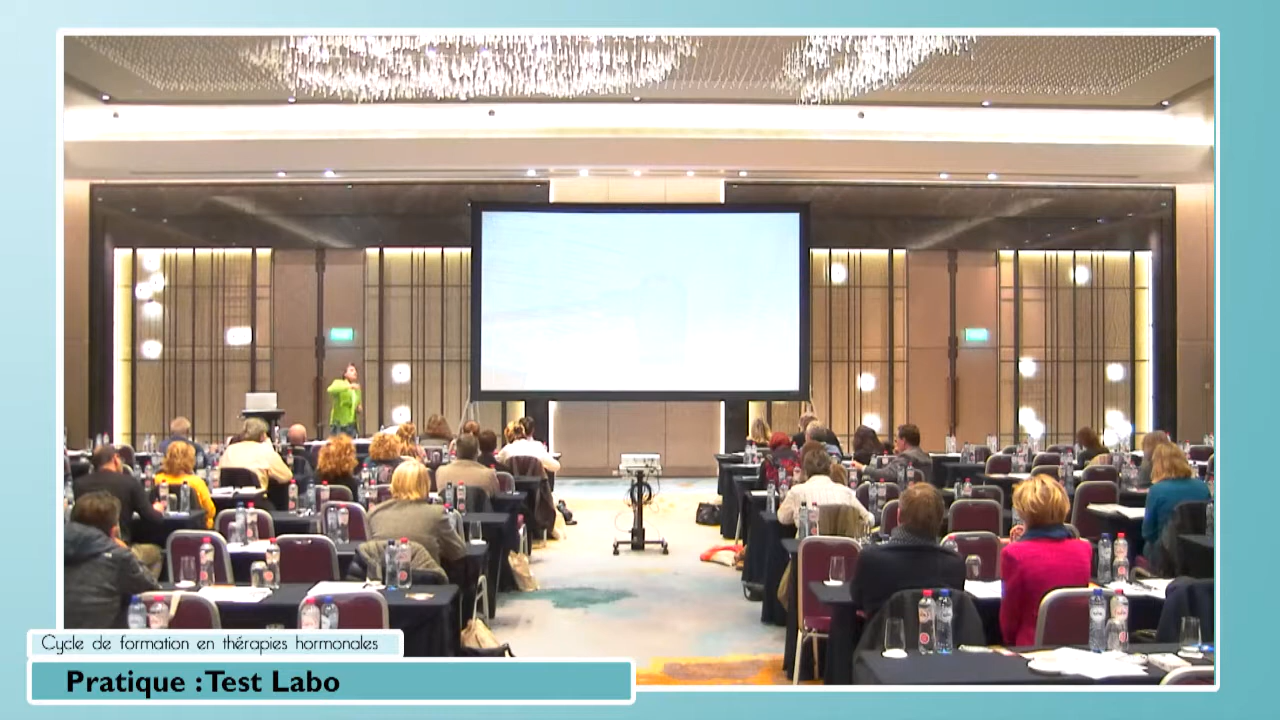 Cycle de formation en thérapies hormonales
Pratique :Test Labo